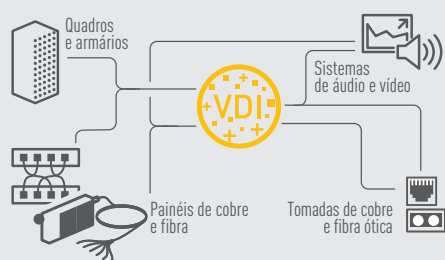 Quadros
e armários
VDI
Sistemas
de áudio e vídeo
Painéis de cobre
e fibra
Tomadas de cobre
e fibra ótica